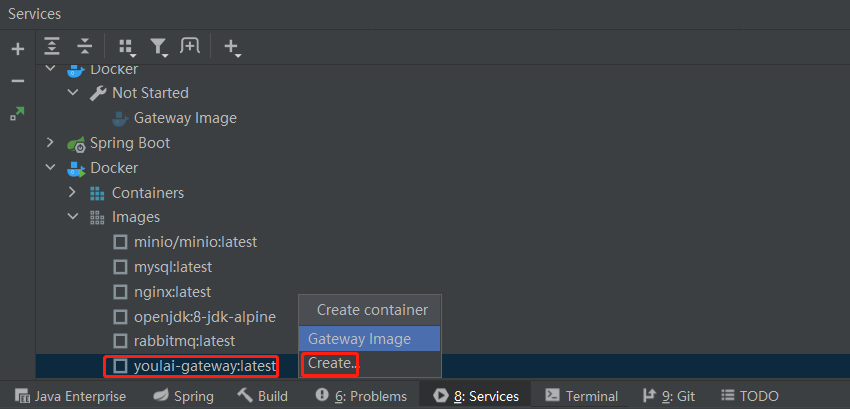 Services
Docker
Not Started
Gateway Image
Spring Boot
Docker
Containers
Images
minio/minio:latest
mysql:latest
nginx:latest
openjdk:8-jdk-alpine
rabbitmq:latest
youlai-gateway:latest
Create container
Gateway Image
Create...
Java Enterprise Spring Build 6: Problems 8: Services Terminal 9: Git TODO